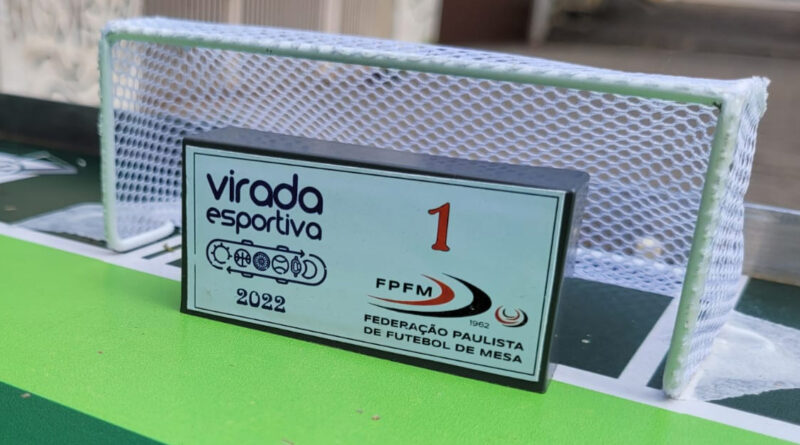 virada
esportiva
2022
1
FPFM
1962
FEDERAÇÃO PAULISTA
DE FUTEBOL DE MESA